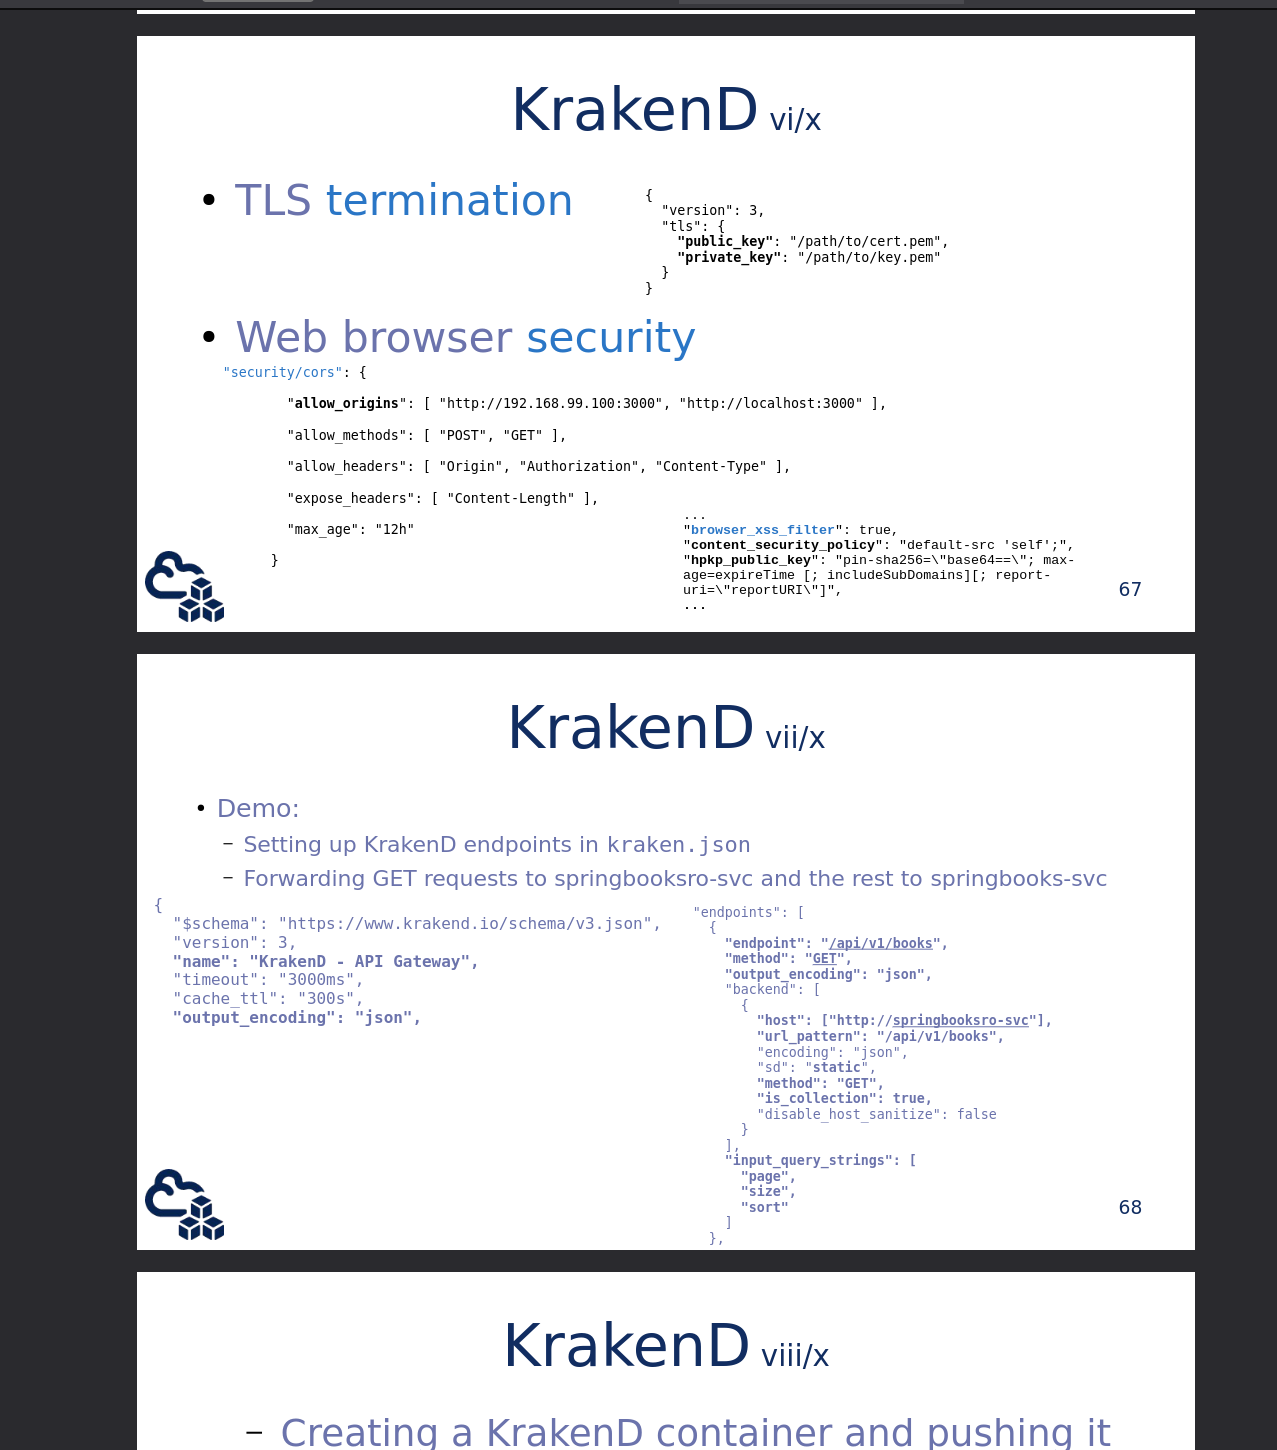 KrakenD vi/x
• TLS termination
{
  "version": 3,
  "tls": {
    "public_key": "/path/to/cert.pem",
    "private_key": "/path/to/key.pem"
  }
}
• Web browser security
"security/cors": {
        "allow_origins": [ "http://192.168.99.100:3000", "http://localhost:3000" ],
        "allow_methods": [ "POST", "GET" ],
        "allow_headers": [ "Origin", "Authorization", "Content-Type" ],
        "expose_headers": [ "Content-Length" ],
        "max_age": "12h"
      }
...
"browser_xss_filter": true,
"content_security_policy": "default-src 'self';",
"hpkp_public_key": "pin-sha256=\"base64==\"; max-
age=expireTime [; includeSubDomains][; report-
uri=\"reportURI\"]",
...
67
KrakenD vii/x
• Demo:
– Setting up KrakenD endpoints in kraken.json
– Forwarding GET requests to springbooksro-svc and the rest to springbooks-svc
{
  "$schema": "https://www.krakend.io/schema/v3.json",
  "version": 3,
  "name": "KrakenD - API Gateway",
  "timeout": "3000ms",
  "cache_ttl": "300s",
  "output_encoding": "json",
"endpoints": [
  {
    "endpoint": "/api/v1/books",
    "method": "GET",
    "output_encoding": "json",
    "backend": [
      {
        "host": ["http://springbooksro-svc"],
        "url_pattern": "/api/v1/books",
        "encoding": "json",
        "sd": "static",
        "method": "GET",
        "is_collection": true,
        "disable_host_sanitize": false
      }
    ],
    "input_query_strings": [
      "page",
      "size",
      "sort"
    ]
  },
68
KrakenD viii/x
– Creating a KrakenD container and pushing it